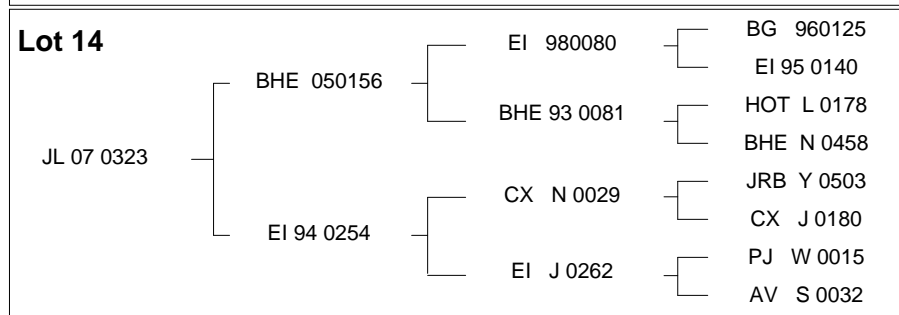 Lot 14
BG 960125
EI 980080
EI 95 0140
BHE 050156
HOT L 0178
BHE 93 0081
BHE N 0458
JL 07 0323
JRB Y 0503
CX N 0029
CX J 0180
EI 94 0254
PJ W 0015
EI J 0262
AV S 0032